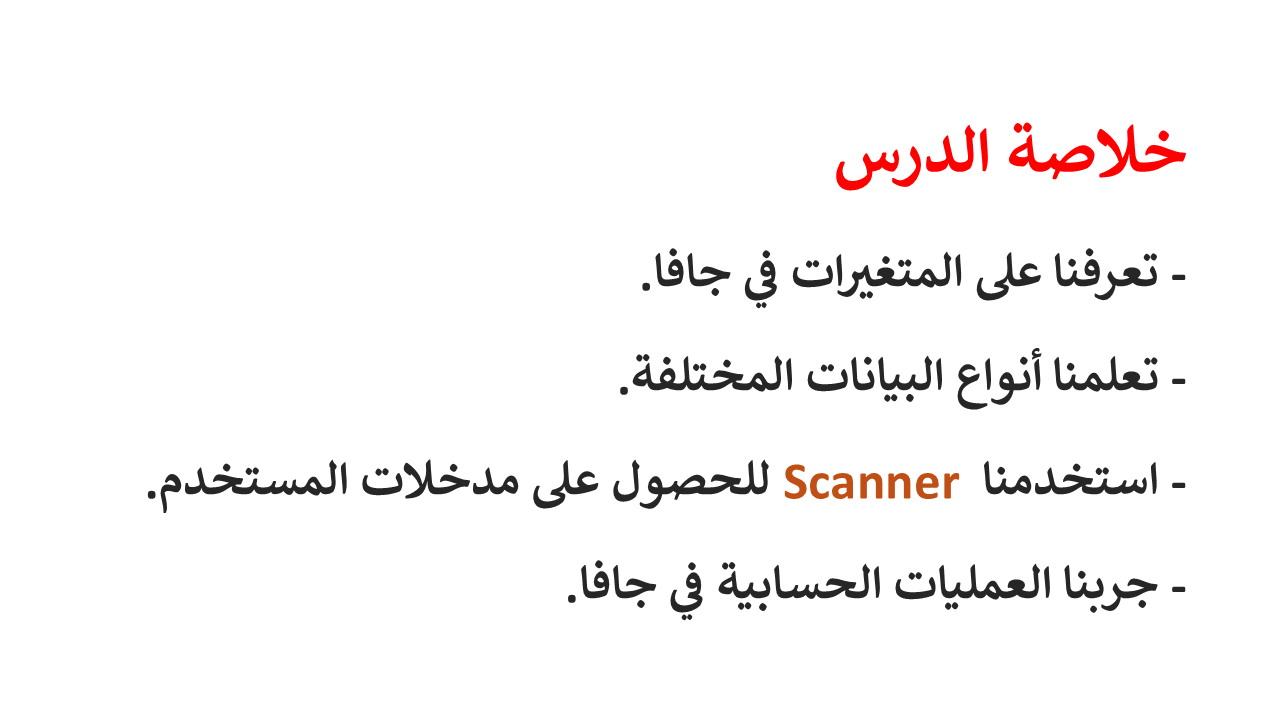 خلاصة الدرس
- تعرفنا على المتغيرات في جافا.
- تعلمنا أنواع البيانات المختلفة.
- استخدمنا Scanner للحصول على مدخلات المستخدم.
- جربنا العمليات الحسابية في جافا.